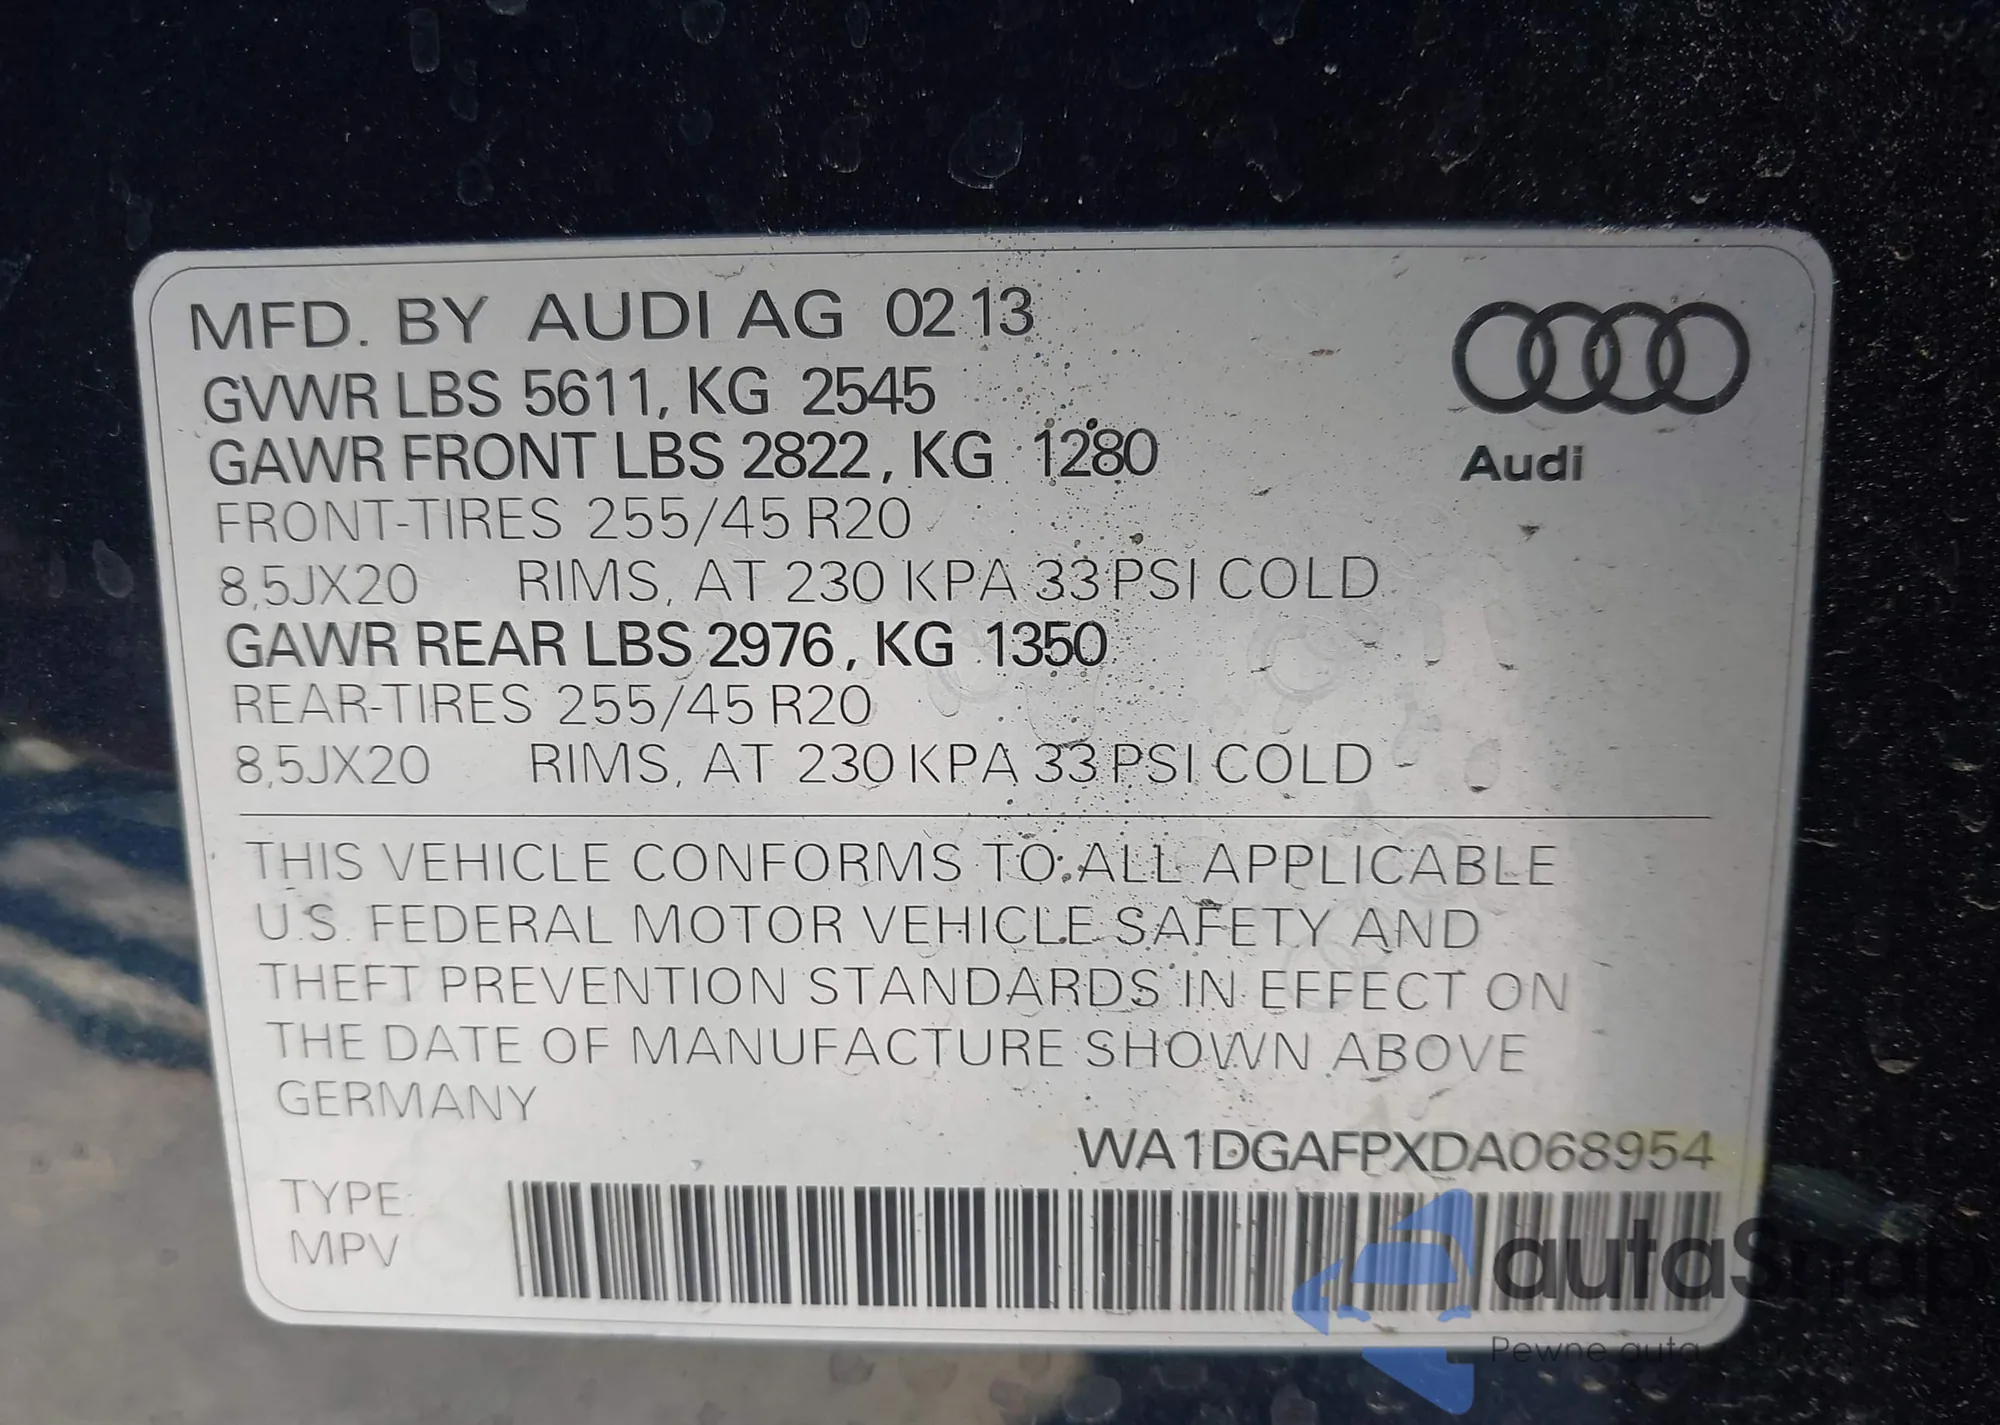 MFD. BY AUDI AG 02 13
GVWR LBS 5611, KG 2545
GAWR FRONT LBS 2822, KG 1280
FRONT-TIRES 255/45 R20
8,5JX20 RIMS, AT 230 KPA 33 PSI COLD
GAWR REAR LBS 2976, KG 1350
REAR-TIRES 255/45 R20
8,5JX20 RIMS, AT 230 KPA 33 PSI COLD
Audi
THIS VEHICLE CONFORMS TO ALL APPLICABLE
U.S. FEDERAL MOTOR VEHICLE SAFETY AND
THEFT PREVENTION STANDARDS IN EFFECT ON
THE DATE OF MANUFACTURE SHOWN ABOVE
GERMANY
WA1DGAFPXDA068954
TYPE:
MPV
autaSnap
Pewne auta